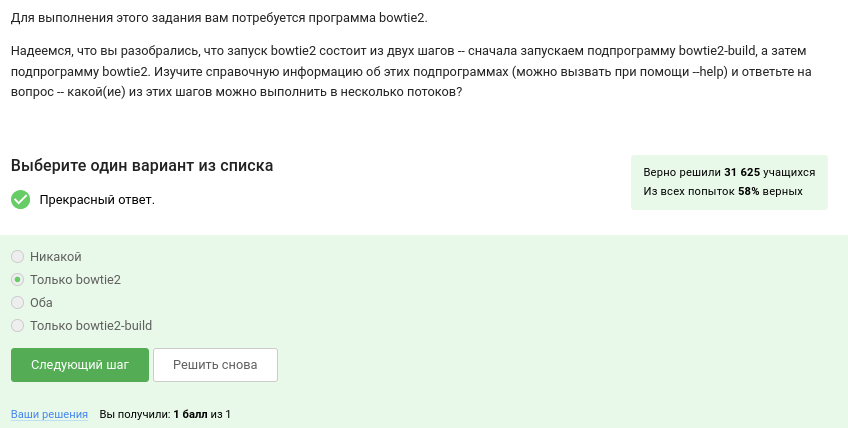 Для выполнения этого задания вам потребуется программа bowtie2.
Надеемся, что вы разобрались, что запуск bowtie2 состоит из двух шагов -- сначала запускаем подпрограмму bowtie2-build, а затем
подпрограмму bowtie2. Изучите справочную информацию об этих подпрограммах (можно вызвать при помощи --help) и ответьте на
вопрос -- какой(ие) из этих шагов можно выполнить в несколько потоков?
Выберите один вариант из списка
Прекрасный ответ.
Верно решили 31 625 учащихся
Из всех попыток 58% верных
Никакой
Только bowtie2
Оба
Только bowtie2-build
Следующий шаг
Решить снова
Ваши решения Вы получили: 1 балл из 1